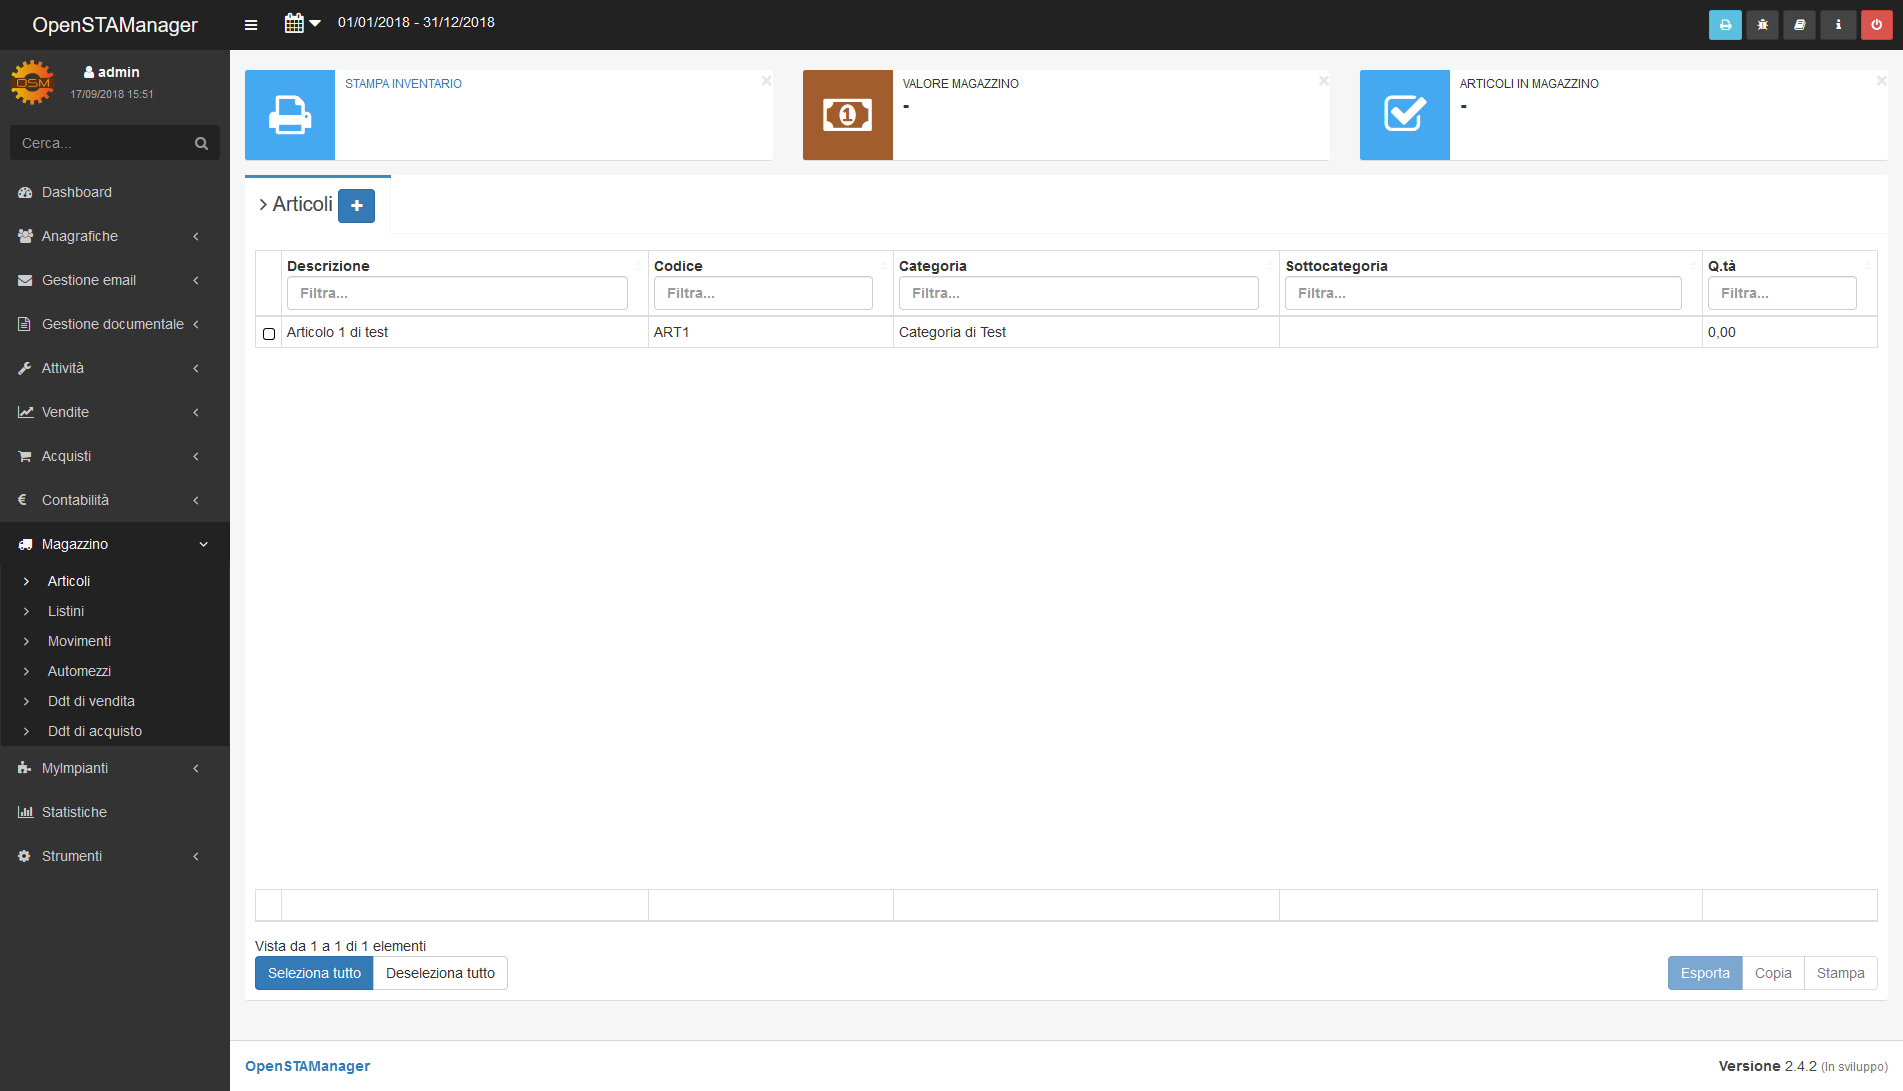 OpenSTAManager
01/01/2018 - 31/12/2018
OSM
admin
17/09/2018 15:51
Cerca...
Dashboard
Anagrafiche
Gestione email
Gestione documentale
Attività
Vendite
Acquisti
Contabilità
Magazzino
Articoli
Listini
Movimenti
Automezzi
Ddt di vendita
Ddt di acquisto
MyImpianti
Statistiche
Strumenti
STAMPA INVENTARIO
VALORE MAGAZZINO
-
ARTICOLI IN MAGAZZINO
-
Articoli
Descrizione Codice Categoria Sottocategoria Q.tà
Filtra... Filtra... Filtra... Filtra... Filtra...
Articolo 1 di test ART1 Categoria di Test 0,00
Vista da 1 a 1 di 1 elementi
Seleziona tutto Deseleziona tutto Esporta Copia Stampa
OpenSTAManager Versione 2.4.2 (In sviluppo)